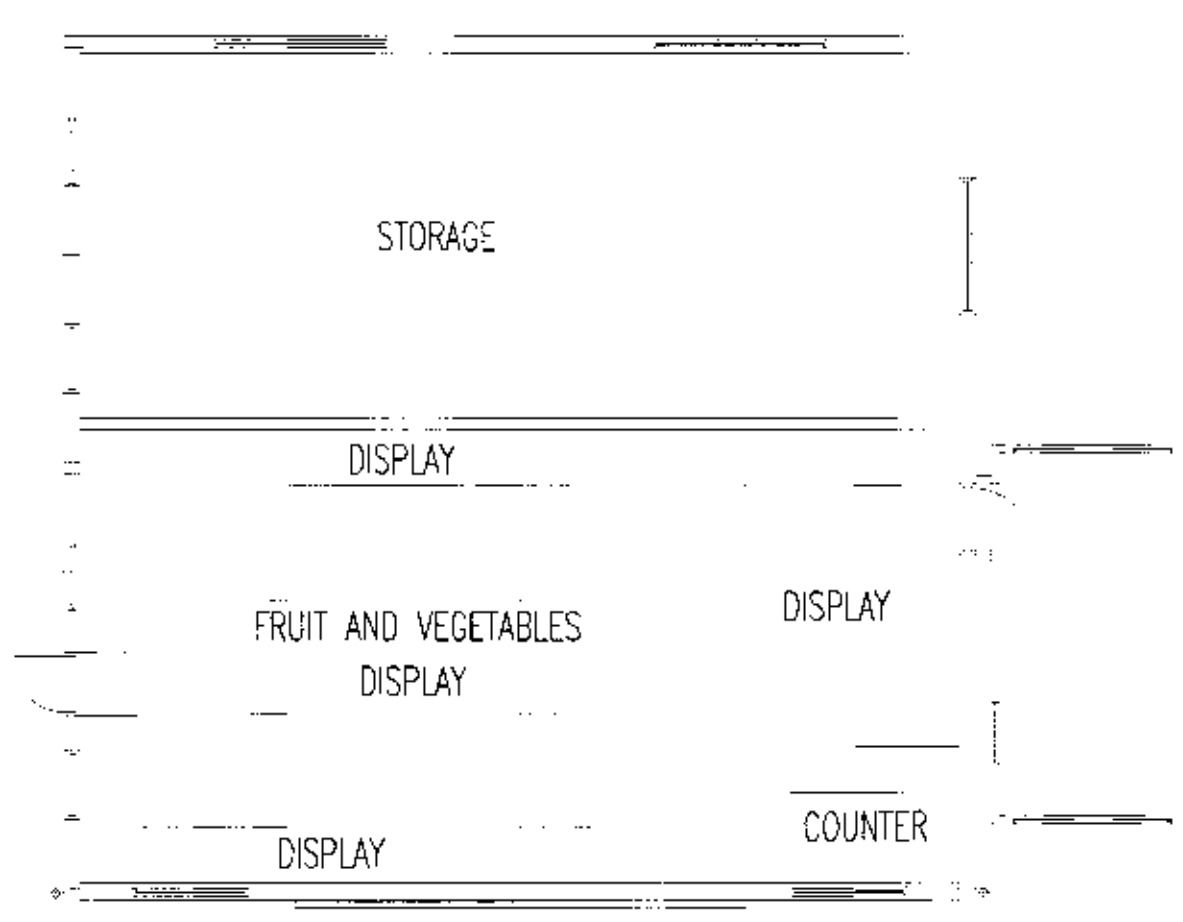 STORAGE
DISPLAY
DISPLAY
FRUIT AND VEGETABLES
DISPLAY
COUNTER
DISPLAY